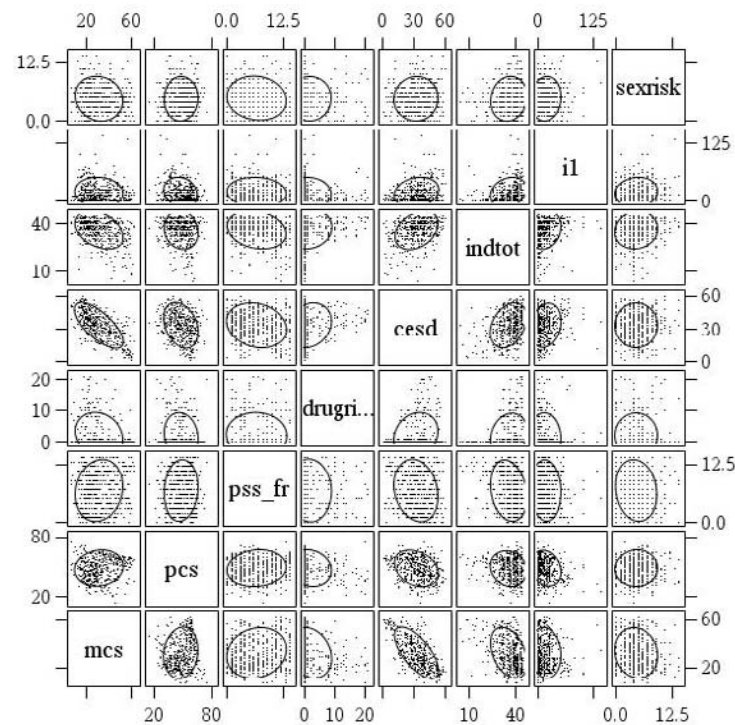 20 60 0.0 12.5 0 30 60 0 125
12.5 sexrisk
0.0
i1 125
0
40 indtot
10
cesd 60
30
0
20 drugri...
10
0
pss_fr 12.5
0.0
80 pcs
20
mcs 60
20
20 80 0 10 20 10 40 0.0 12.5